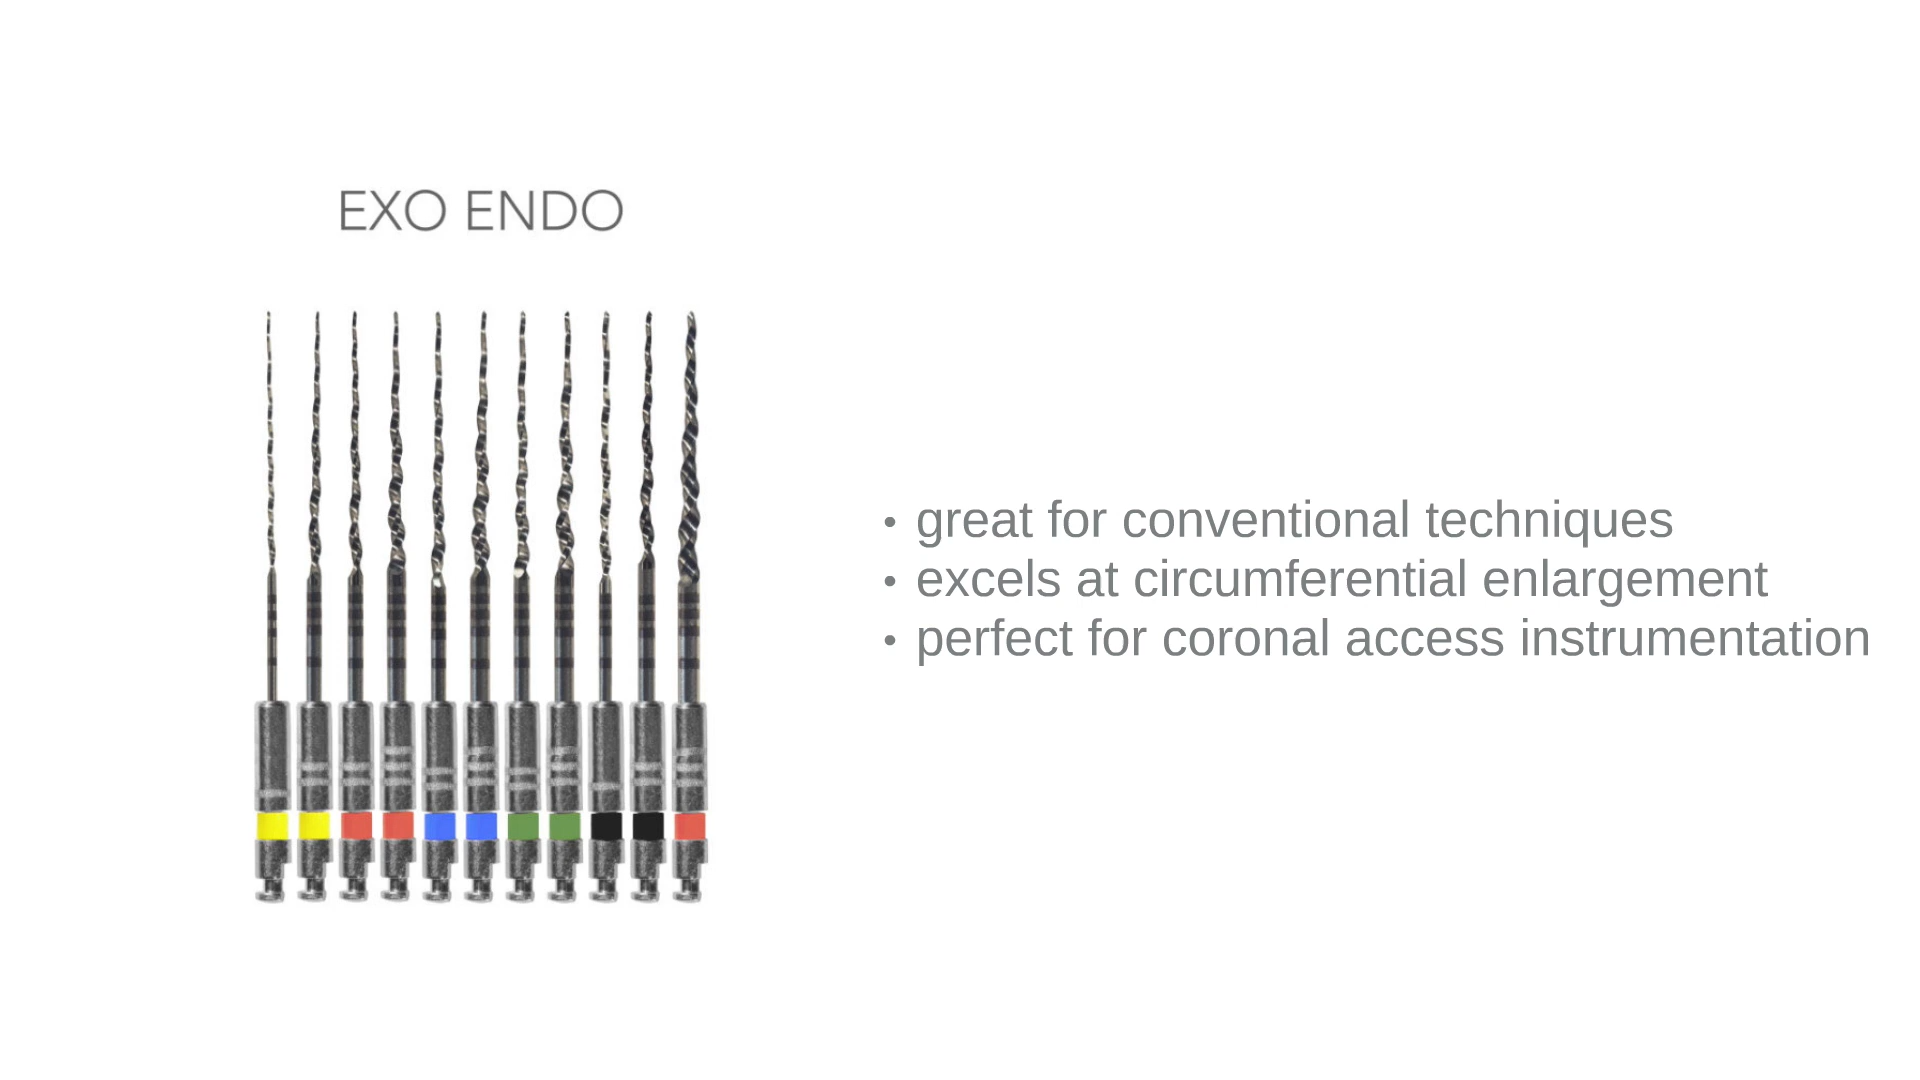 EXO ENDO
• great for conventional techniques
• excels at circumferential enlargement
• perfect for coronal access instrumentation